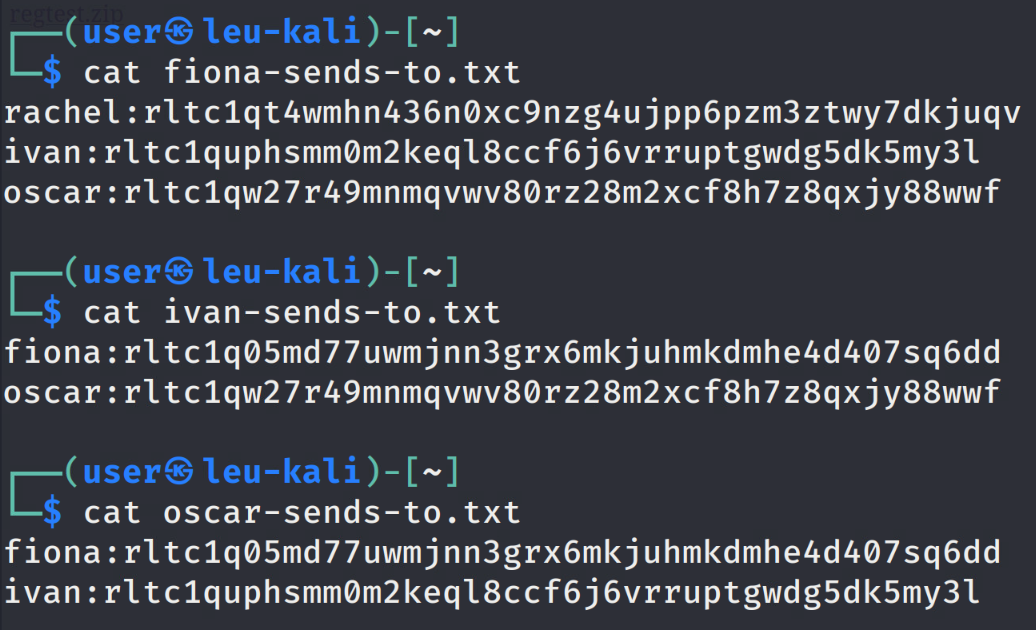 regtest.zip
┌──(user㉿leu-kali)-[~]
└─$ cat fiona-sends-to.txt
rachel:rltc1qt4wmhn436n0xc9nzg4ujpp6pzm3ztwy7dkjuqv
ivan:rltc1quphsmm0m2keql8ccf6j6vrruptgwdg5dk5my3l
oscar:rltc1qw27r49mnmqvwv80rz28m2xcf8h7z8qxjy88wwf
┌──(user㉿leu-kali)-[~]
└─$ cat ivan-sends-to.txt
fiona:rltc1q05md77uwmjnn3grx6mkjuhmkdmhe4d407sq6dd
oscar:rltc1qw27r49mnmqvwv80rz28m2xcf8h7z8qxjy88wwf
┌──(user㉿leu-kali)-[~]
└─$ cat oscar-sends-to.txt
fiona:rltc1q05md77uwmjnn3grx6mkjuhmkdmhe4d407sq6dd
ivan:rltc1quphsmm0m2keql8ccf6j6vrruptgwdg5dk5my3l